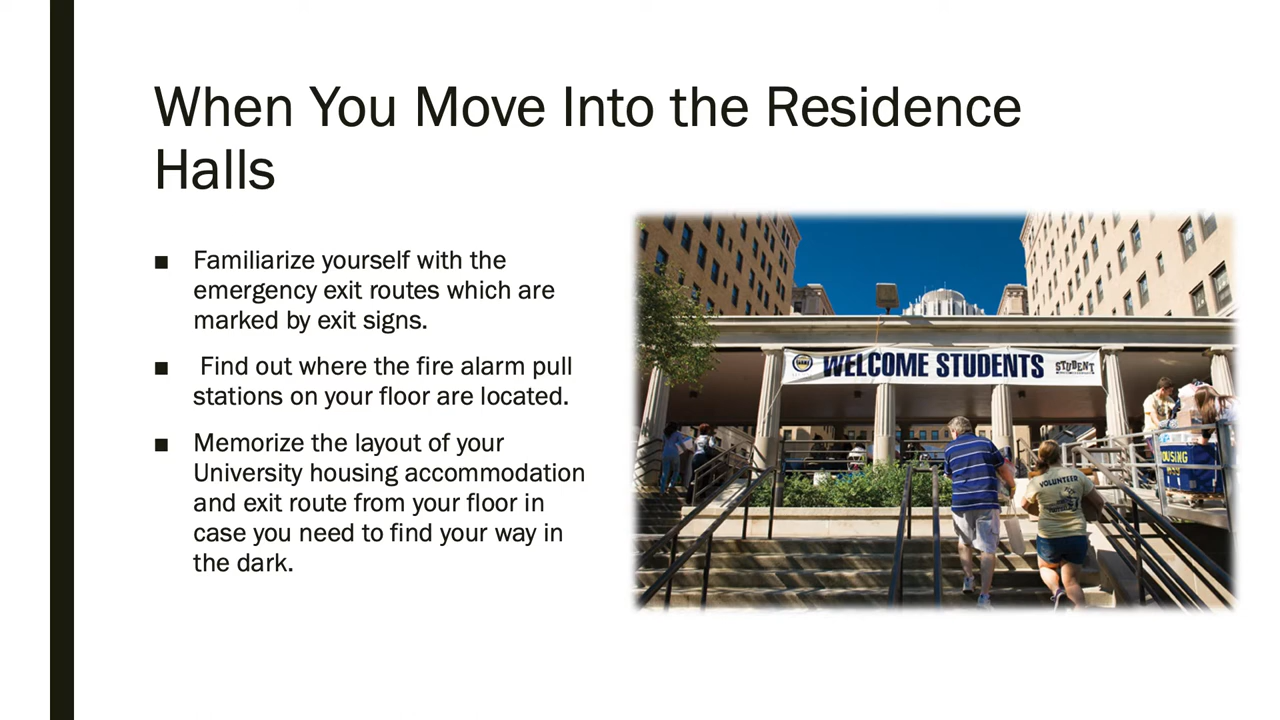 When You Move Into the Residence
Halls
■ Familiarize yourself with the
emergency exit routes which are
marked by exit signs.
■ Find out where the fire alarm pull
stations on your floor are located.
■ Memorize the layout of your
University housing accommodation
and exit route from your floor in
case you need to find your way in
the dark.
WELCOME STUDENTS
STUDENT
VOLUNTEER